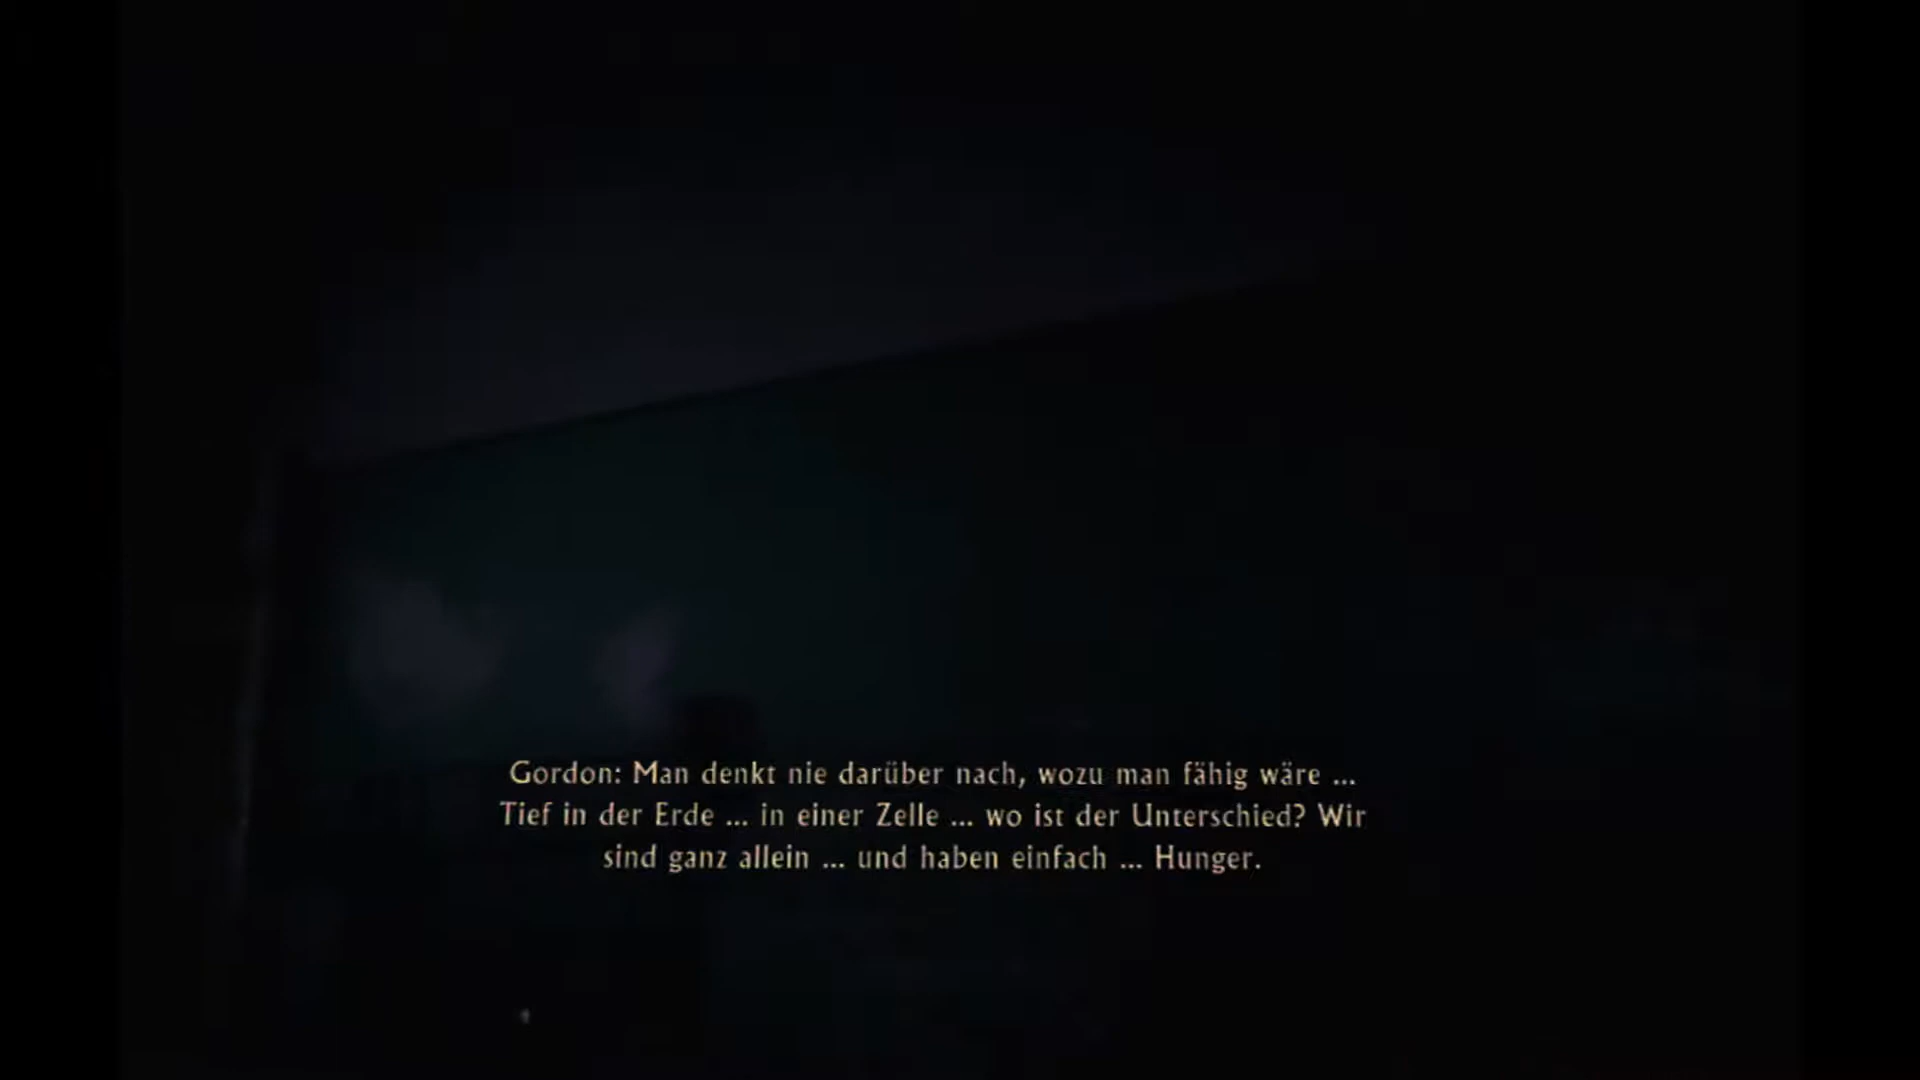 Gordon: Man denkt nie darüber nach, wozu man fähig wäre ...
Tief in der Erde ... in einer Zelle ... wo ist der Unterschied? Wir
sind ganz allein ... und haben einfach ... Hunger.